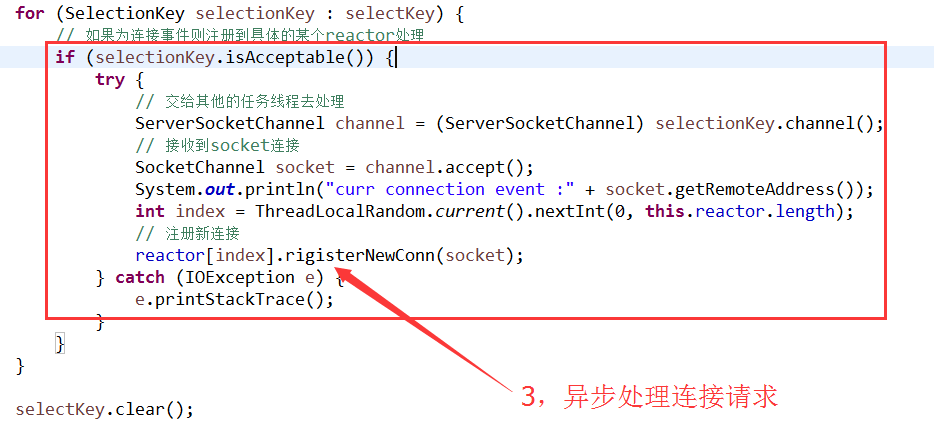 for (SelectionKey selectionKey : selectKey) {
// 如果为连接事件则注册到具体的某个reactor处理
if (selectionKey.isAcceptable()) {
try {
// 交给其他的任务线程去处理
ServerSocketChannel channel = (ServerSocketChannel) selectionKey.channel();
// 接收到socket连接
SocketChannel socket = channel.accept();
System.out.println("curr connection event :" + socket.getRemoteAddress());
int index = ThreadLocalRandom.current().nextInt(0, this.reactor.length);
// 注册新连接
reactor[index].rigisterNewConn(socket);
} catch (IOException e) {
e.printStackTrace();
}
}
}
3，异步处理连接请求
selectKey.clear();